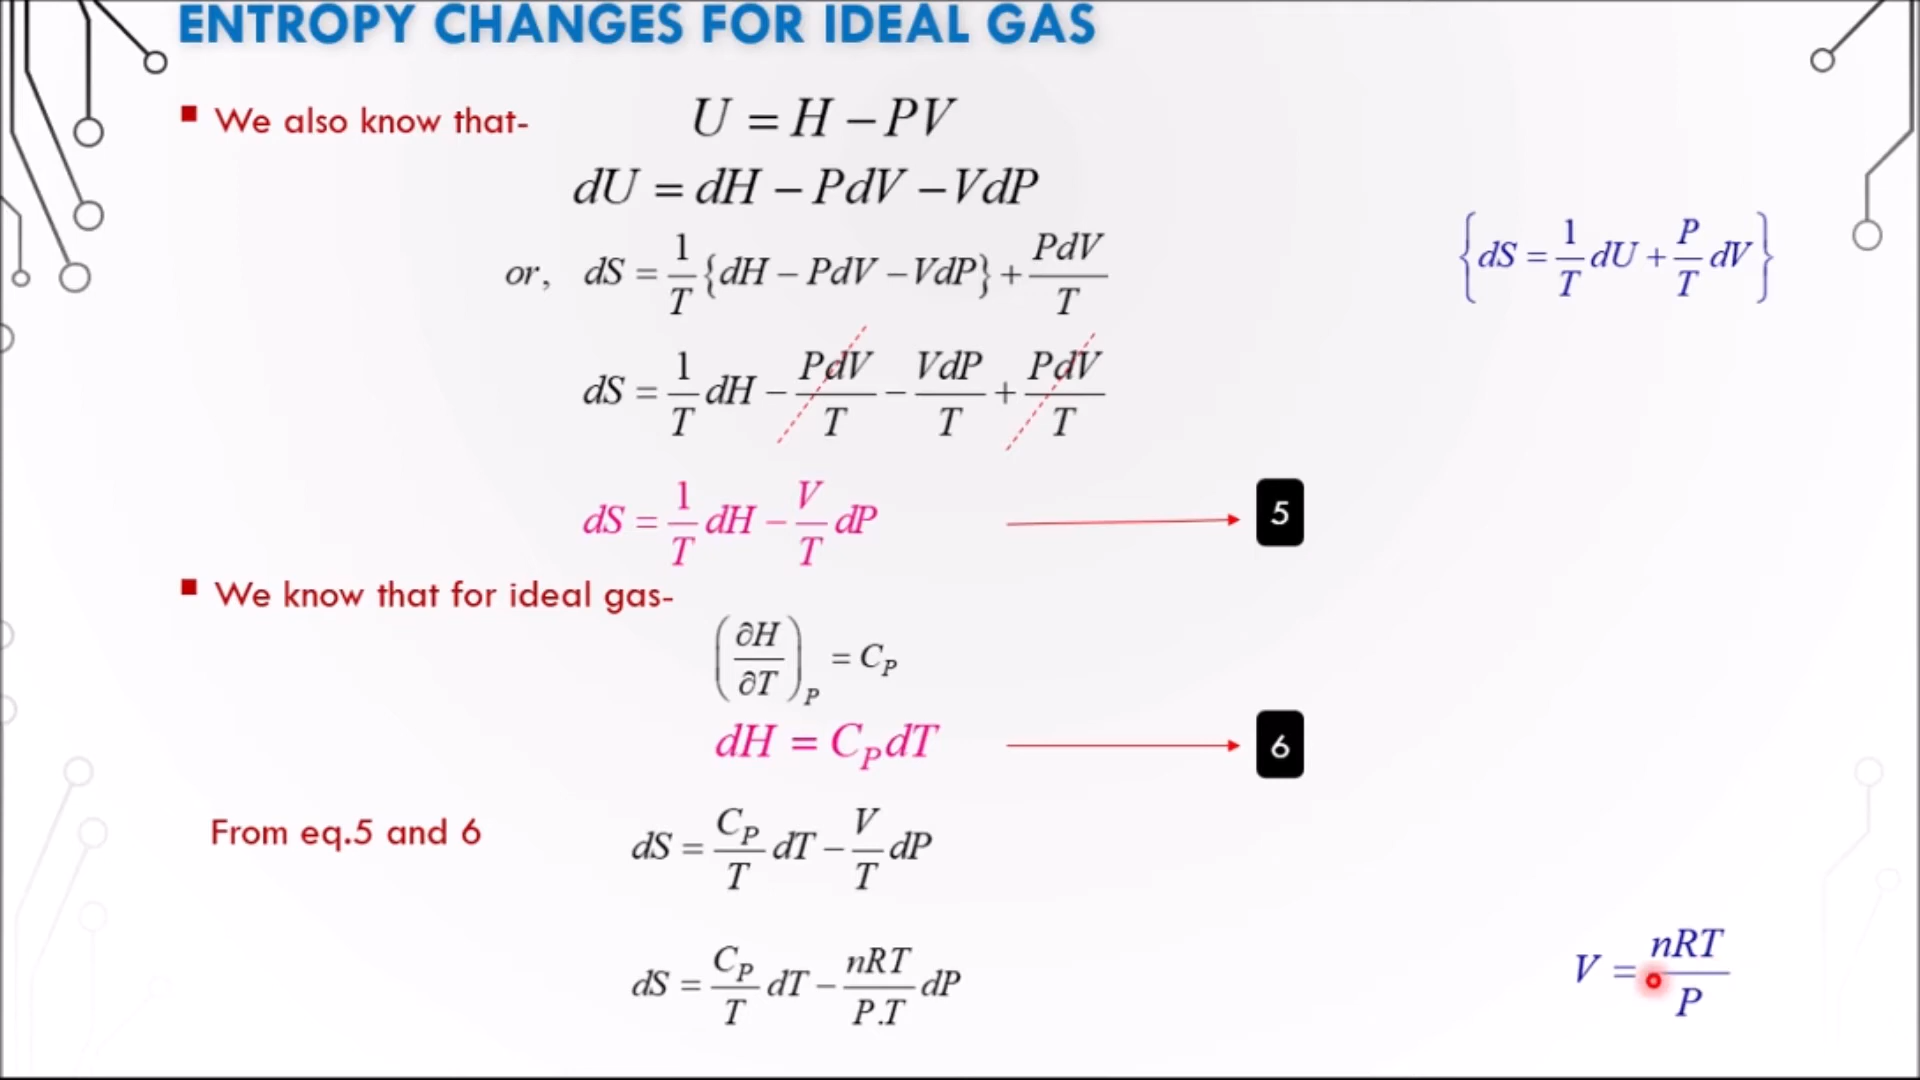 ENTROPY CHANGES FOR IDEAL GAS
▪ We also know that-
U = H − PV
dU = dH − PdV − VdP
or, dS = 1/T {dH − PdV − VdP} + PdV/T
{dS = 1/T dU + P/T dV}
dS = 1/T dH − PdV/T − VdP/T + PdV/T
dS = 1/T dH − V/T dP
5
▪ We know that for ideal gas-
(∂H/∂T)_P = C_P
dH = C_P dT
6
From eq.5 and 6
dS = C_P/T dT − V/T dP
dS = C_P/T dT − nRT/P.T dP
V = nRT/P